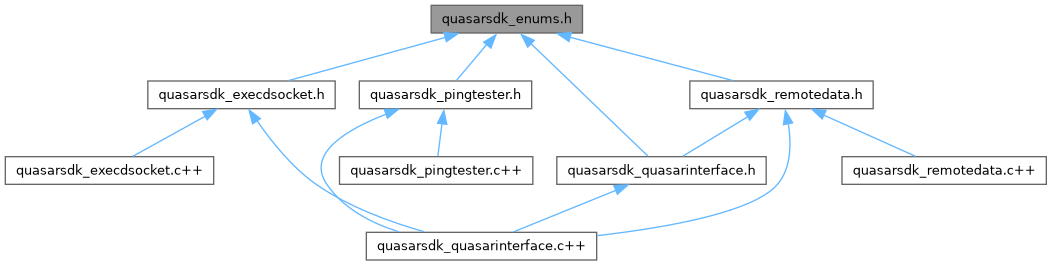 quasarsdk_enums.h
quasarsdk_execdsocket.h
quasarsdk_pingtester.h
quasarsdk_remotedata.h
quasarsdk_execdsocket.c++
quasarsdk_pingtester.c++
quasarsdk_quasarinterface.h
quasarsdk_remotedata.c++
quasarsdk_quasarinterface.c++